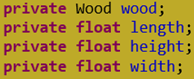 private Wood wood;
private float length;
private float height;
private float width;